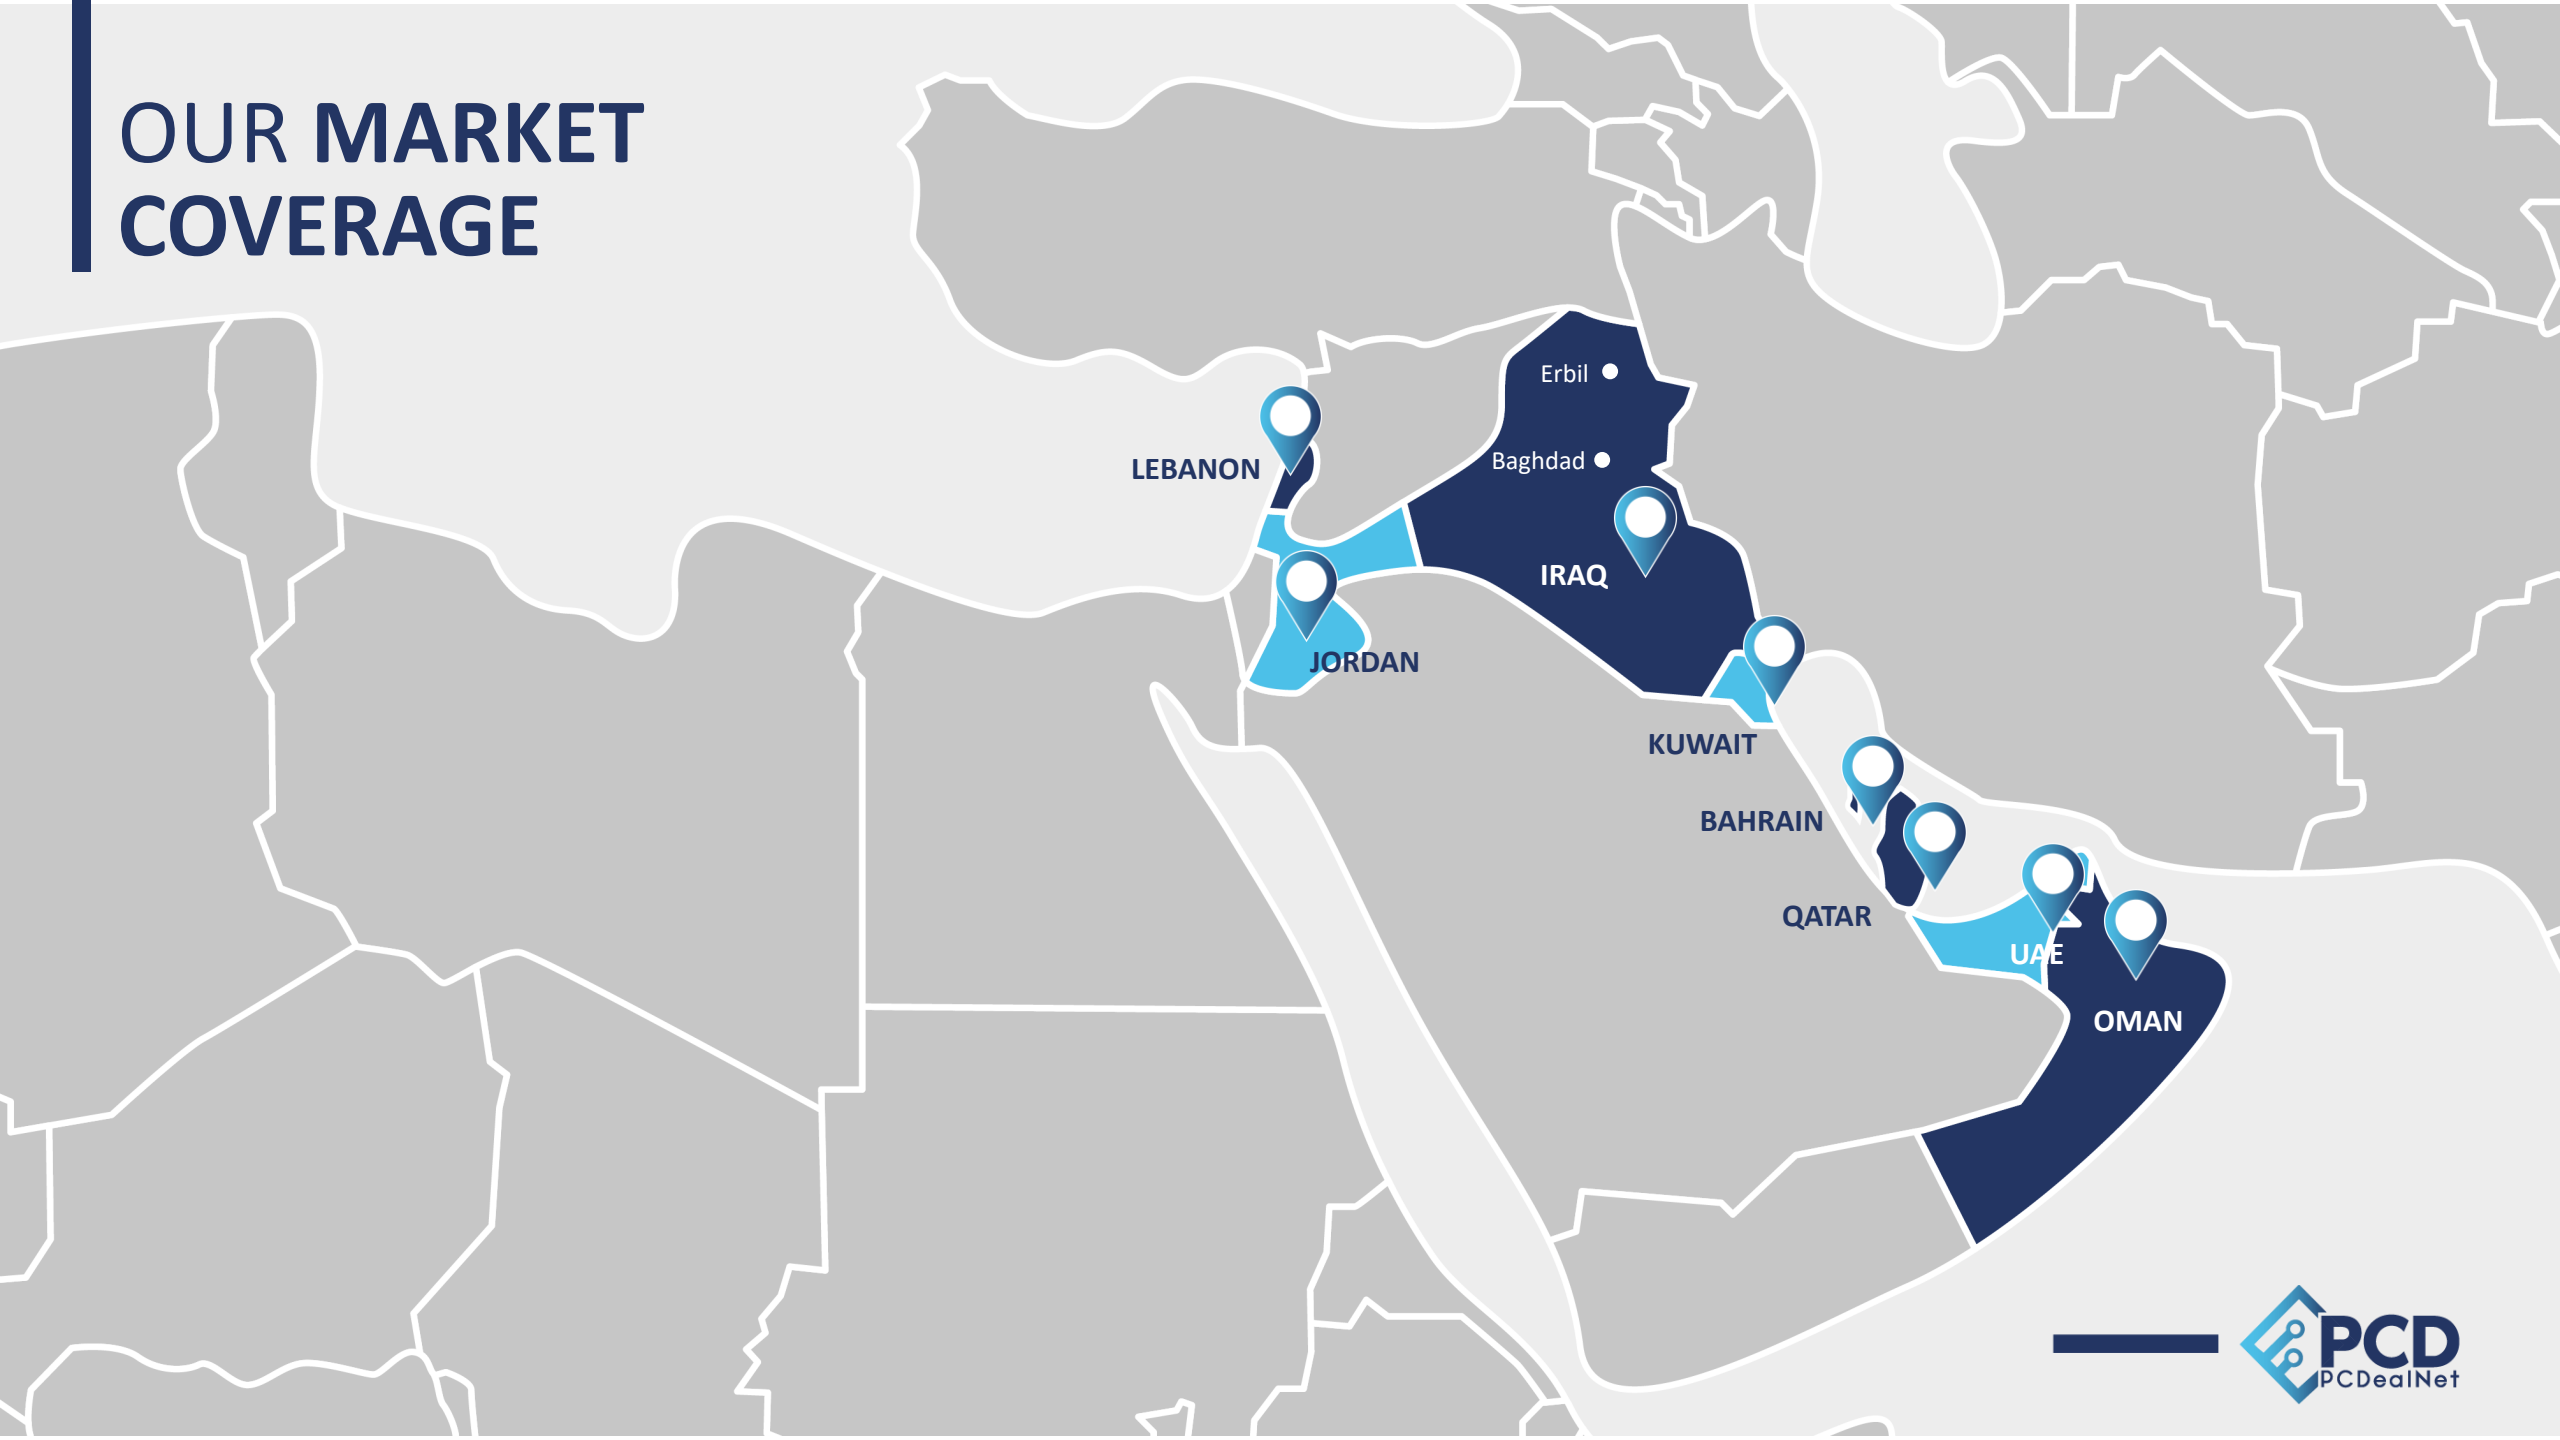 OUR MARKET
COVERAGE
Erbil
Baghdad
LEBANON
IRAQ
JORDAN
KUWAIT
BAHRAIN
QATAR
UAE
OMAN
PCD
PCDealNet